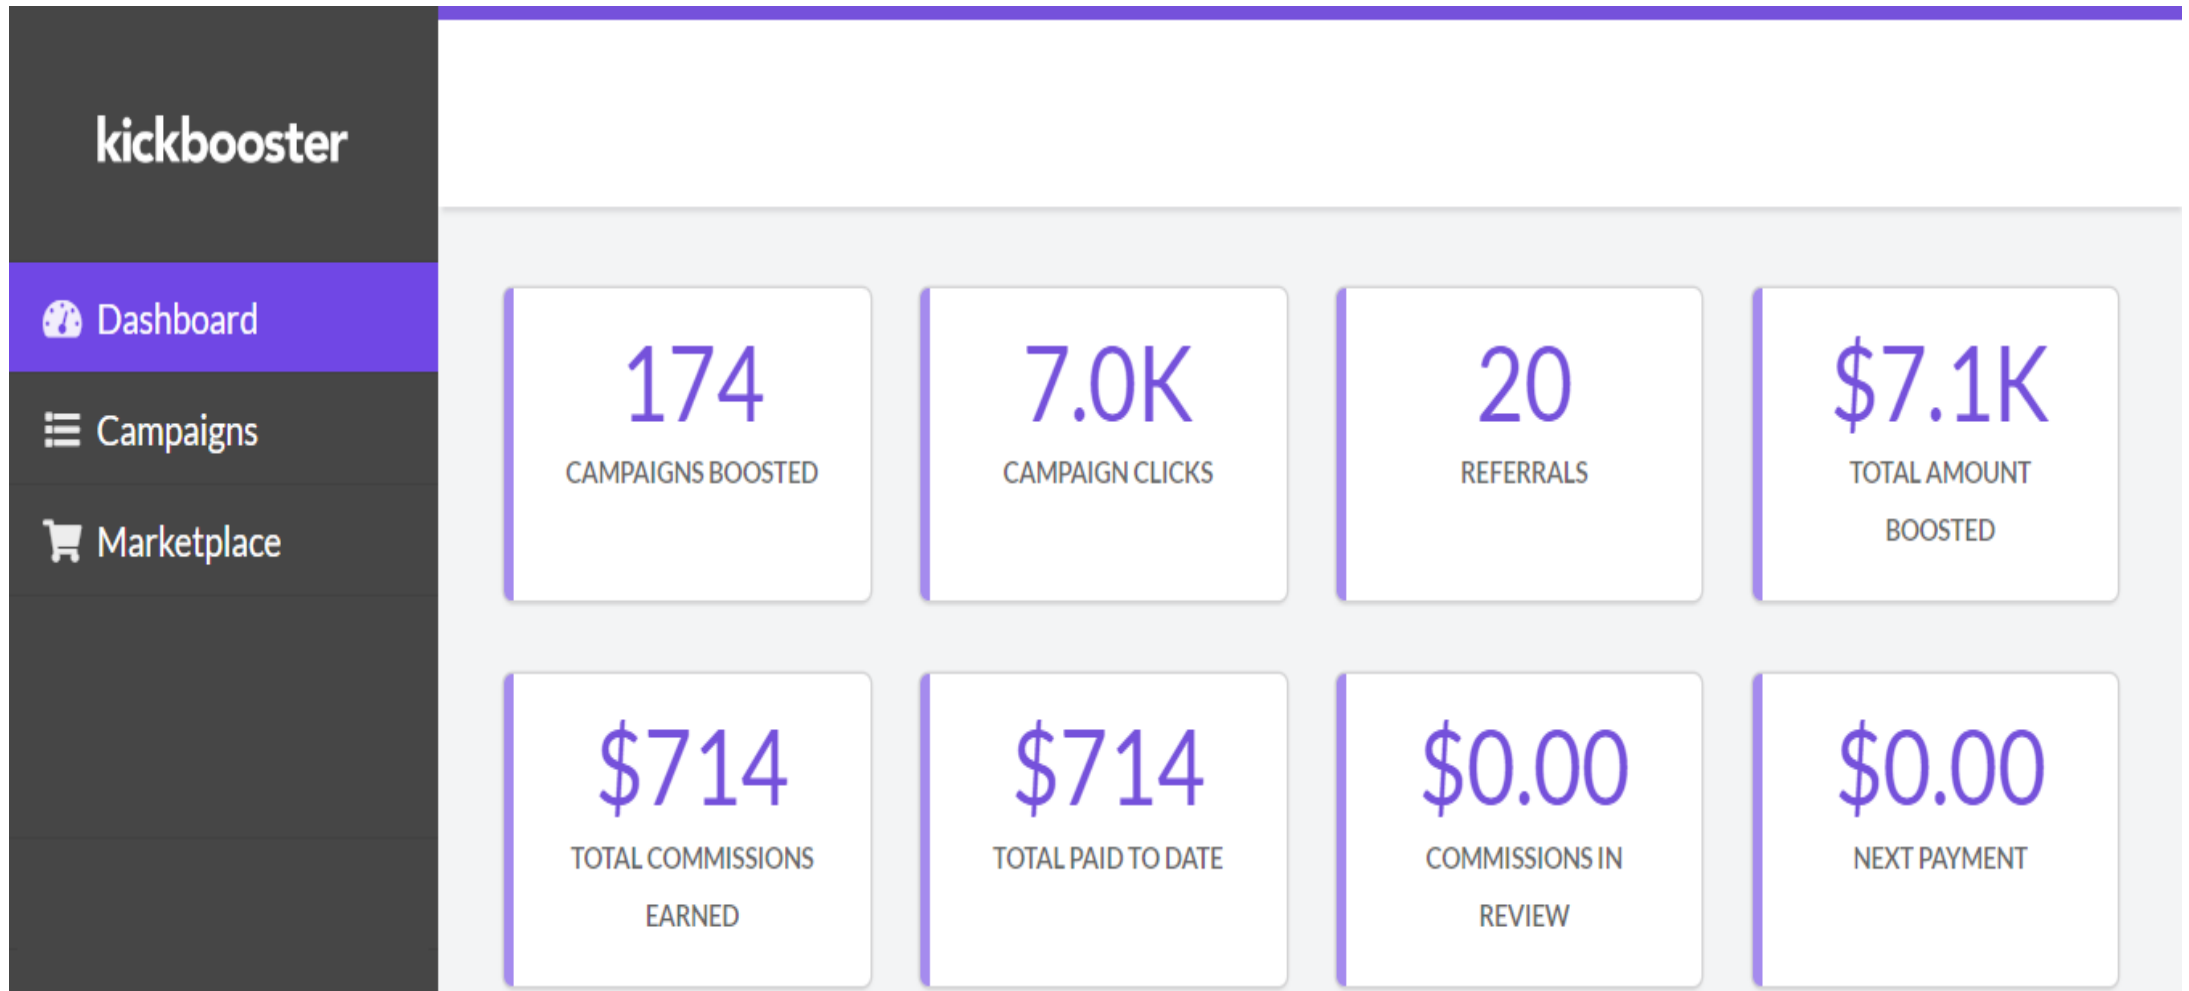 kickbooster
Dashboard
Campaigns
Marketplace
174
CAMPAIGNS BOOSTED
7.0K
CAMPAIGN CLICKS
20
REFERRALS
$7.1K
TOTAL AMOUNT
BOOSTED
$714
TOTAL COMMISSIONS
EARNED
$714
TOTAL PAID TO DATE
$0.00
COMMISSIONS IN
REVIEW
$0.00
NEXT PAYMENT